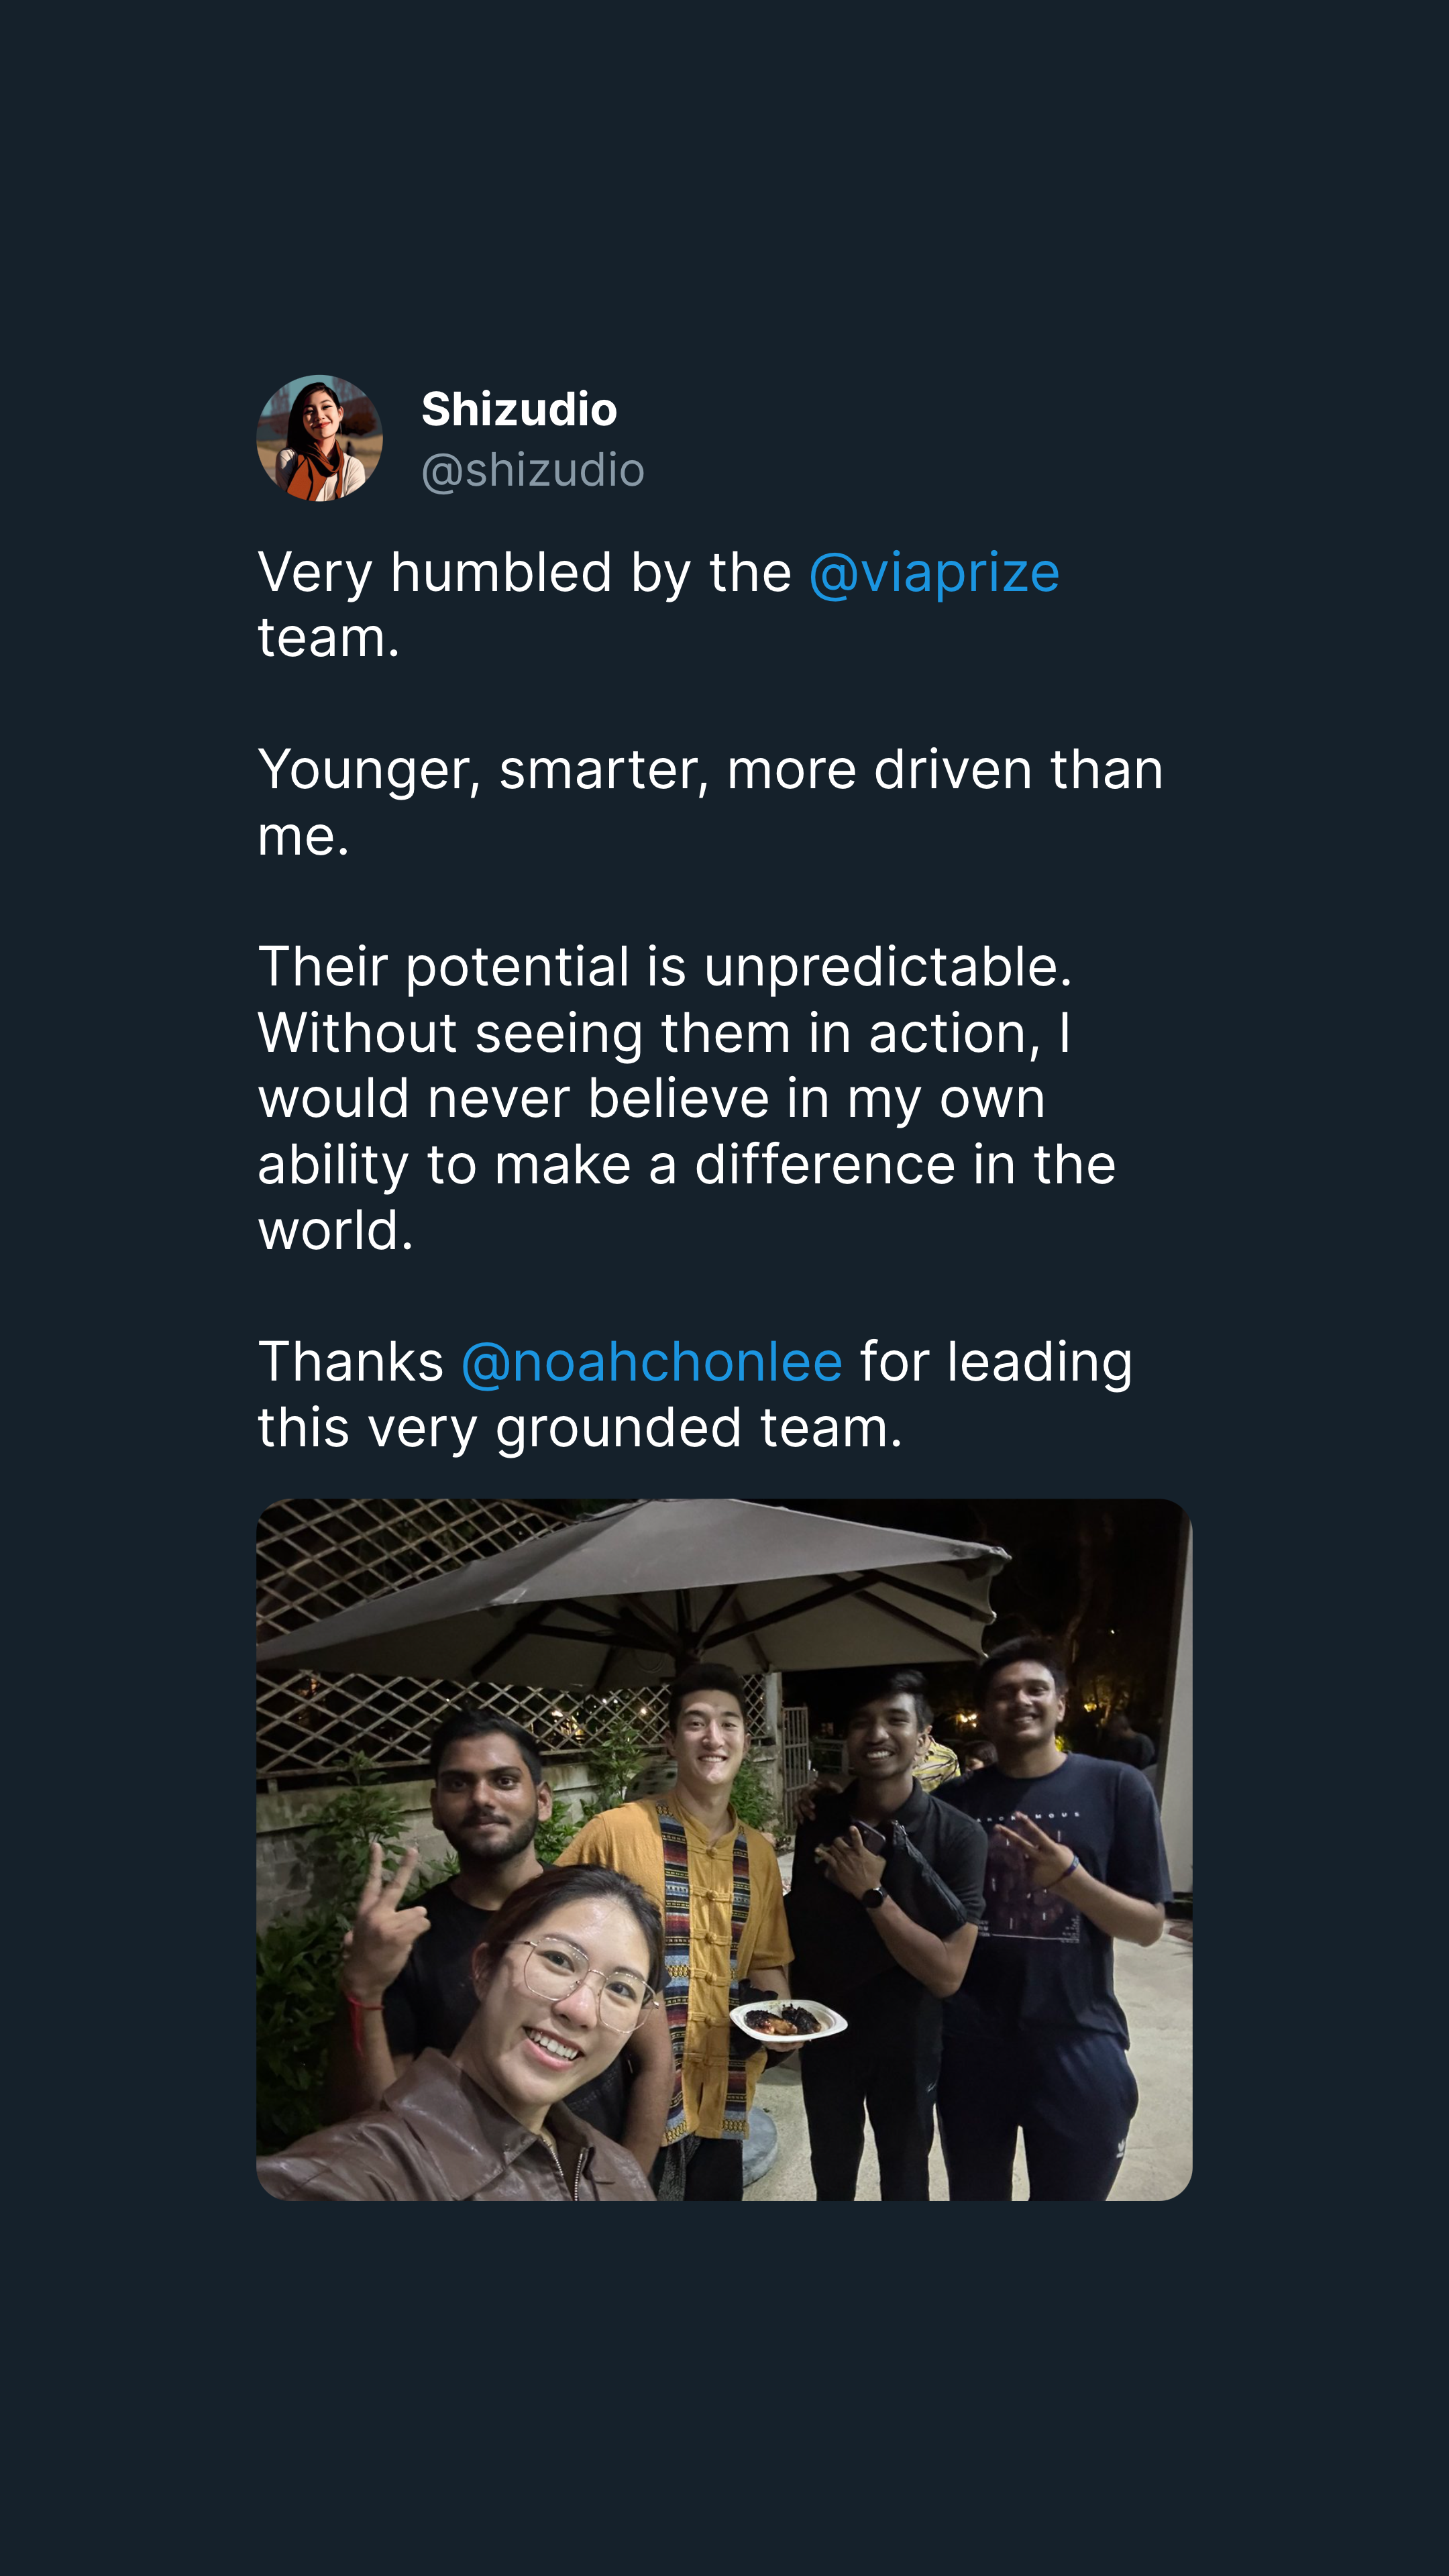 Shizudio
@shizudio
Very humbled by the @viaprize
team.
Younger, smarter, more driven than
me.
Their potential is unpredictable.
Without seeing them in action, I
would never believe in my own
ability to make a difference in the
world.
Thanks @noahchonlee for leading
this very grounded team.